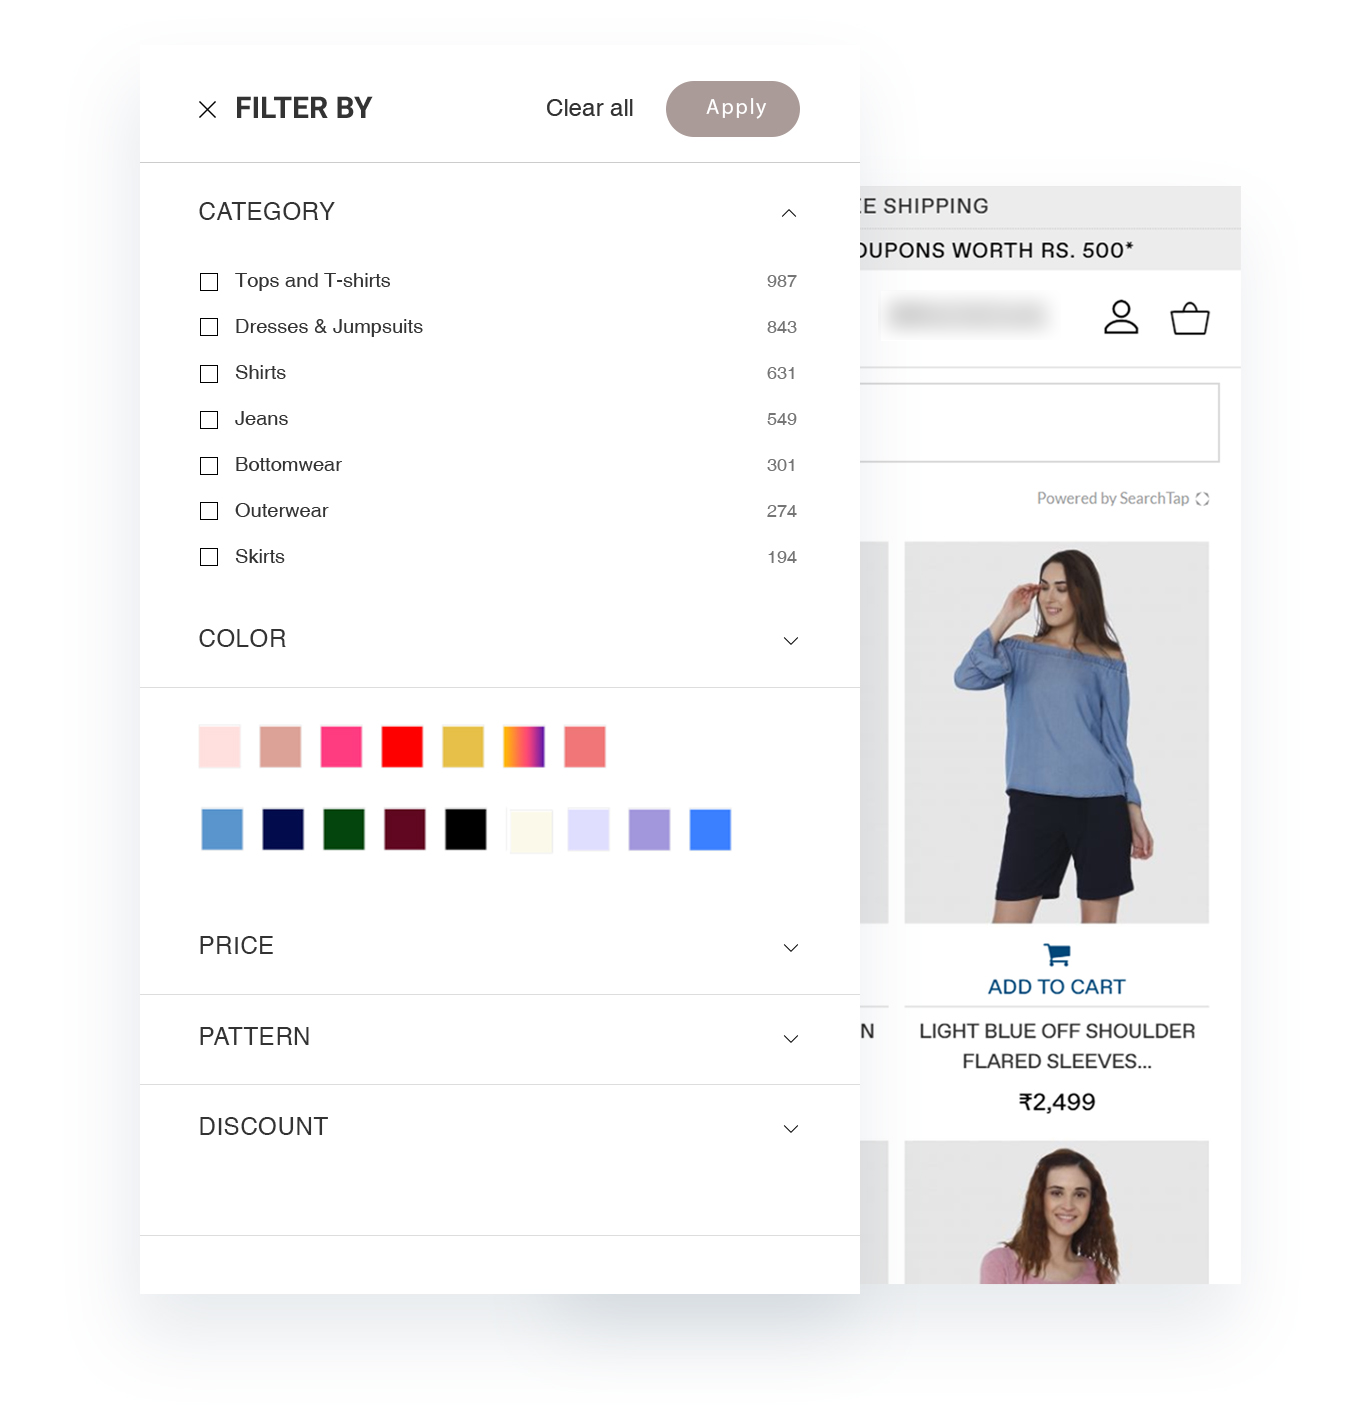 FILTER BY
Clear all
Apply
CATEGORY
Tops and T-shirts 987
Dresses & Jumpsuits 843
Shirts 631
Jeans 549
Bottomwear 301
Outerwear 274
Skirts 194
COLOR
PRICE
PATTERN
DISCOUNT
SHIPPING
WORTH RS. 500*
Powered by SearchTap
ADD TO CART
LIGHT BLUE OFF SHOULDER
FLARED SLEEVES...
₹2,499